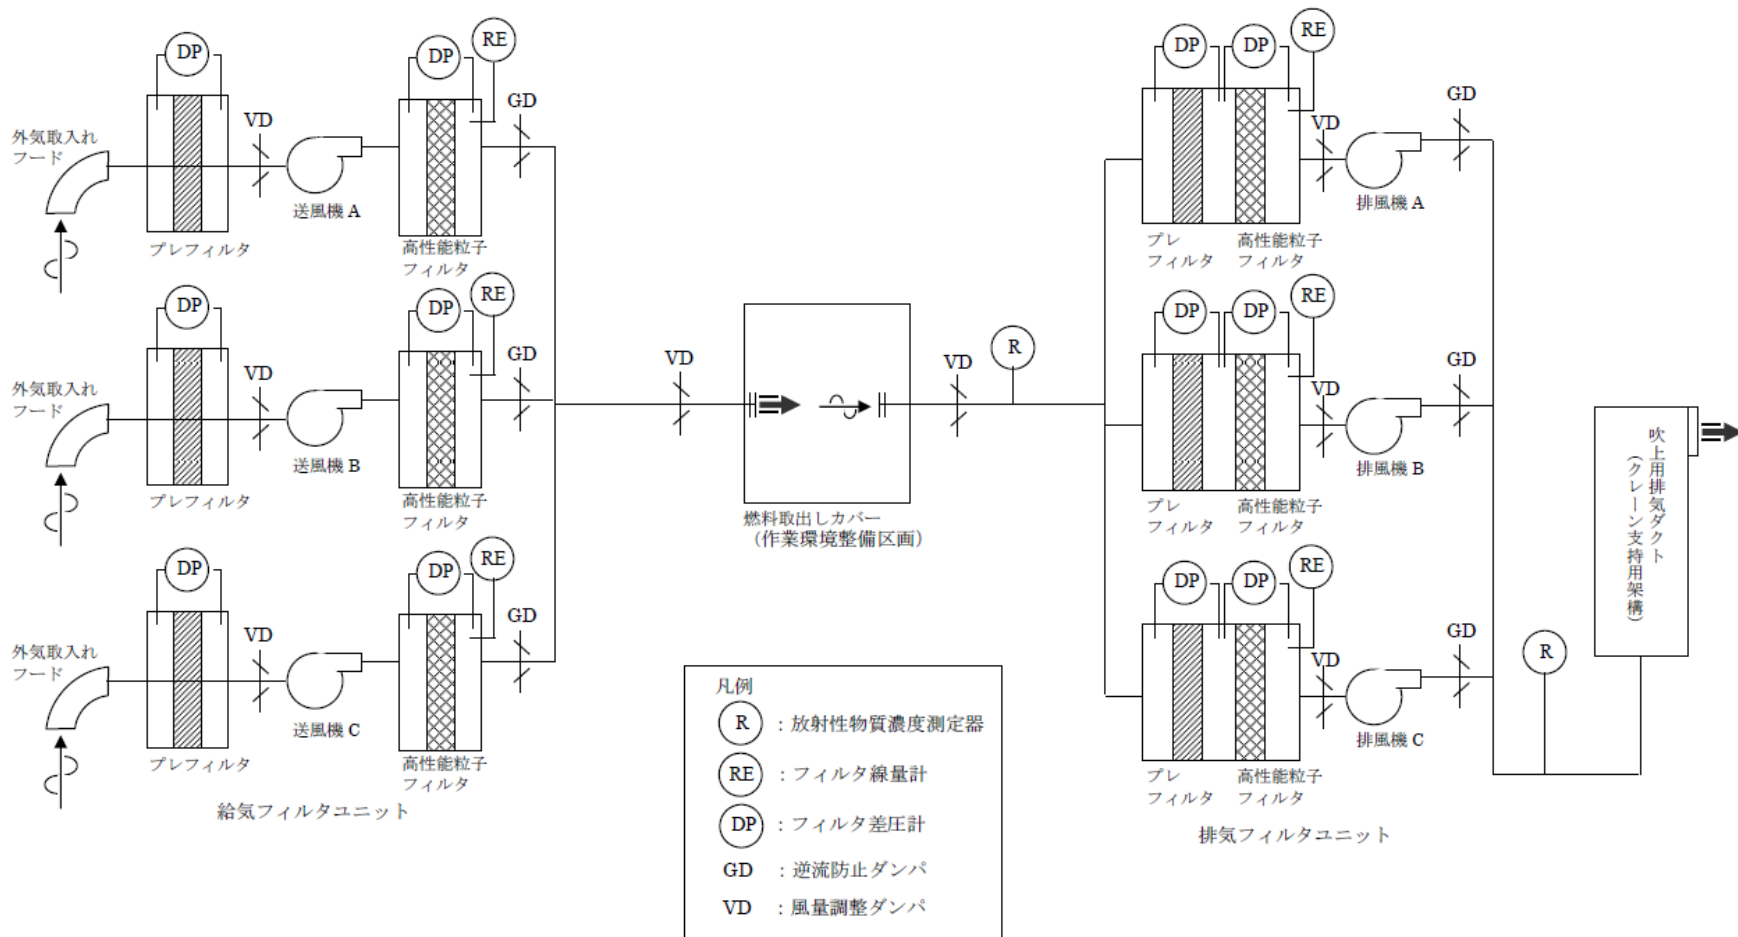 DP
DP
RE
外気取入れ
フード
VD
GD
送風機 A
プレフィルタ
高性能粒子
フィルタ
DP
DP
RE
外気取入れ
フード
VD
GD
送風機 B
プレフィルタ
高性能粒子
フィルタ
DP
DP
RE
外気取入れ
フード
VD
GD
送風機 C
プレフィルタ
高性能粒子
フィルタ
給気フィルタユニット
VD
燃料取出しカバー
（作業環境整備区画）
VD
R
DP
DP
RE
VD
GD
排風機 A
プレ
フィルタ
高性能粒子
フィルタ
DP
DP
RE
VD
GD
排風機 B
プレ
フィルタ
高性能粒子
フィルタ
DP
DP
RE
VD
GD
排風機 C
プレ
フィルタ
高性能粒子
フィルタ
排気フィルタユニット
R
吹上用排気ダクト
（クレーン支持用架構）
凡例
R ：放射性物質濃度測定器
RE ：フィルタ線量計
DP ：フィルタ差圧計
GD ：逆流防止ダンパ
VD ：風量調整ダンパ